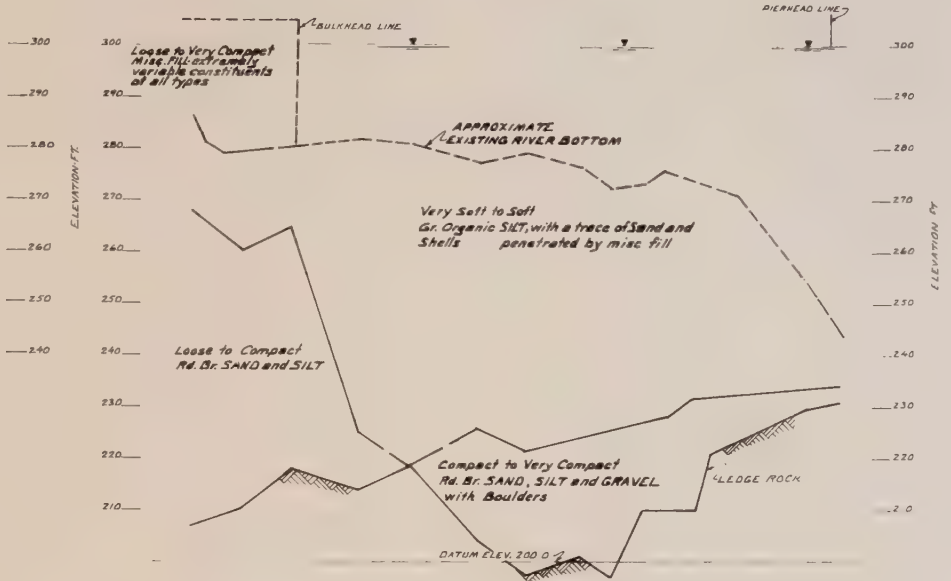 BULKHEAD LINE
PIERHEAD LINE
300
300
300
Loose to Very Compact
Misc. Fill-extremely
variable constituents
of all types
290
290
290
APPROXIMATE
EXISTING RIVER BOTTOM
280
280
280
ELEVATION-FT.
270
270
270
Very Soft to Soft
Gr. Organic SILT, with a trace of Sand and
Shells penetrated by misc fill
260
260
260
ELEVATION FT
250
250
250
240
240
240
Loose to Compact
Rd. Br. SAND and SILT
230
230
220
220
Compact to Very Compact
Rd. Br. SAND, SILT and GRAVEL
with Boulders
LEDGE ROCK
210
210
DATUM ELEV. 200.0